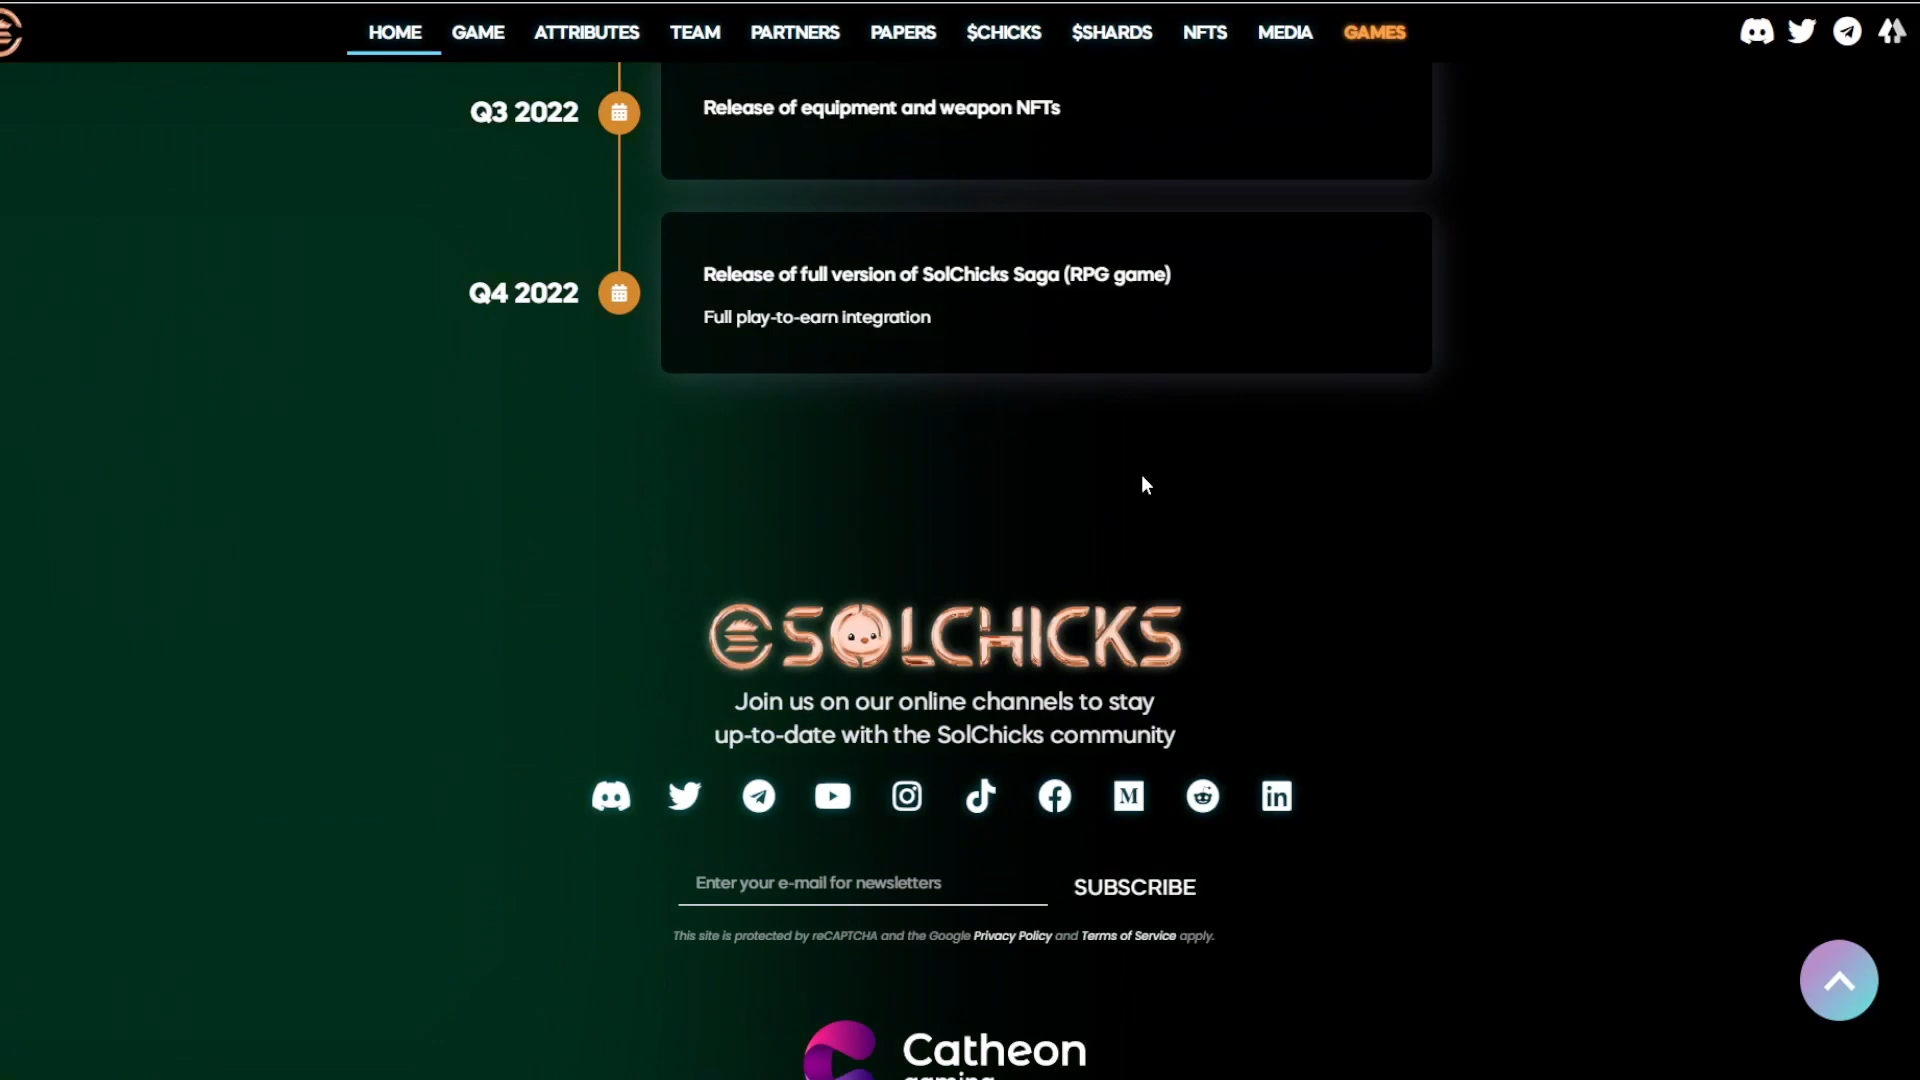 HOME GAME ATTRIBUTES TEAM PARTNERS PAPERS $CHICKS $SHARDS NFTS MEDIA GAMES
Q3 2022
Release of equipment and weapon NFTs
Q4 2022
Release of full version of SolChicks Saga (RPG game)
Full play-to-earn integration
SOLCHICKS
Join us on our online channels to stay
up-to-date with the SolChicks community
Enter your e-mail for newsletters
SUBSCRIBE
This site is protected by reCAPTCHA and the Google Privacy Policy and Terms of Service apply.
Catheon
gaming